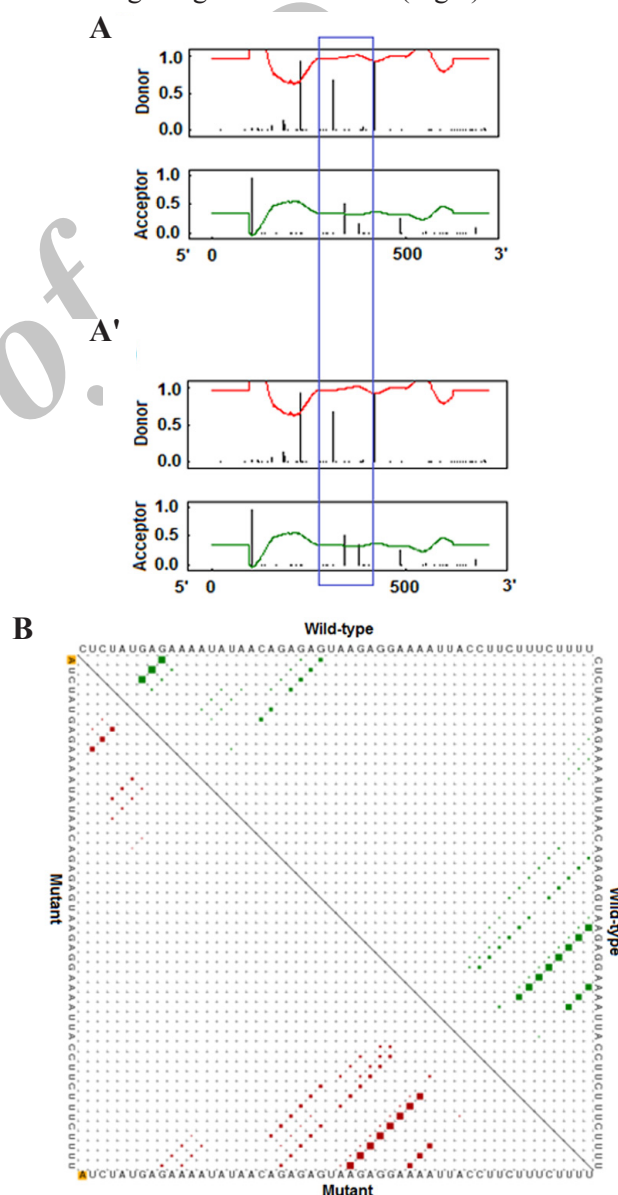 A
Donor
1.0
0.5
0.0
Acceptor
1.0
0.5
0.0
5' 0 500 3'
A'
Donor
1.0
0.5
0.0
Acceptor
1.0
0.5
0.0
5' 0 500 3'
B
Wild-type
CUCUAUGAGAAAAUAUAACAGAGAGUAAGAGGAAAAUUACCUUCUUUCUUUU
AUCUAUGAGAAAAUAUAACAGAGAGUAAGAGGAAAAUUACCUUCUUUCUUUU
Mutant
CUCUAUGAGAAAAUAUAACAGAGAGUAAGAGGAAAAUUACCUUCUUUCUUUU
Wild-type
AUCUAUGAGAAAAUAUAACAGAGAGUAAGAGGAAAAUUACCUUCUUUCUUUU
Mutant